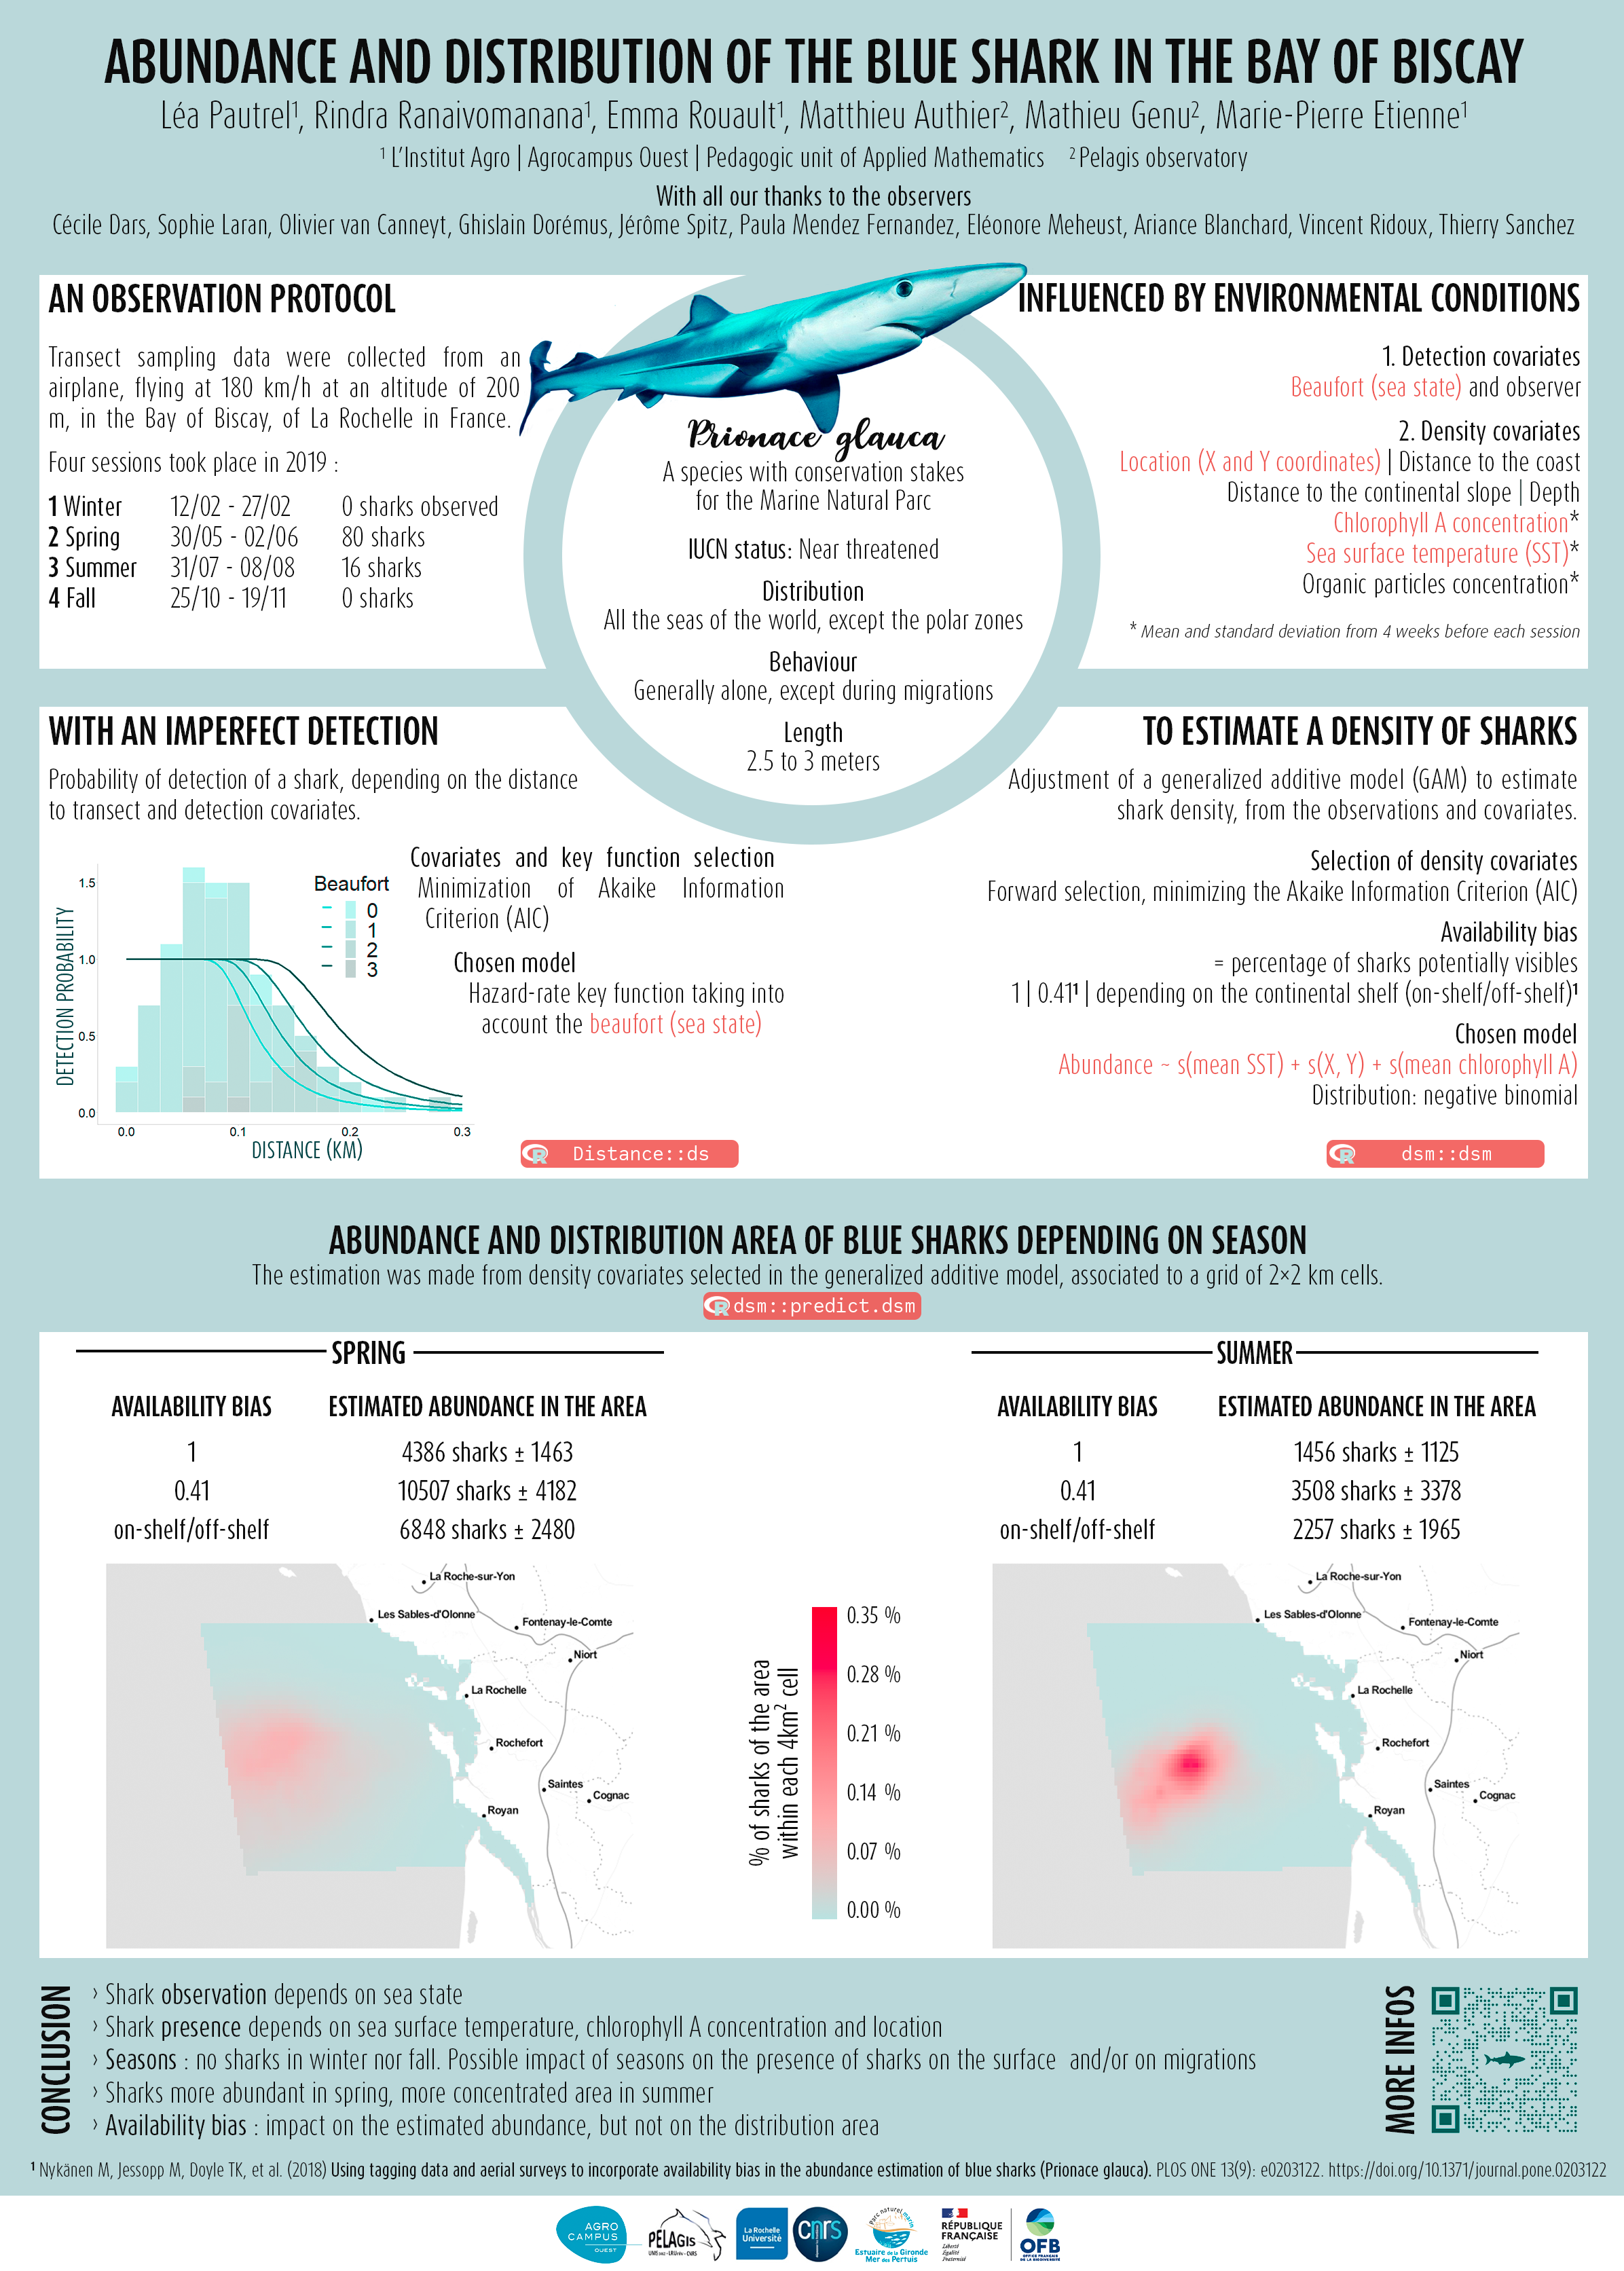 ABUNDANCE AND DISTRIBUTION OF THE BLUE SHARK IN THE BAY OF BISCAY
Léa Pautrel¹, Rindra Ranaivomanana¹, Emma Rouault¹, Matthieu Authier², Mathieu Genu², Marie-Pierre Etienne¹
¹ L'Institut Agro | Agrocampus Ouest | Pedagogic unit of Applied Mathematics ² Pelagis observatory
With all our thanks to the observers
Cécile Dars, Sophie Laran, Olivier van Canneyt, Ghislain Dorémus, Jérôme Spitz, Paula Mendez Fernandez, Eléonore Meheust, Ariance Blanchard, Vincent Ridoux, Thierry Sanchez
AN OBSERVATION PROTOCOL
Transect sampling data were collected from an
airplane, flying at 180 km/h at an altitude of 200
m, in the Bay of Biscay, of La Rochelle in France.
Four sessions took place in 2019 :
1 Winter 12/02 - 27/02 0 sharks observed
2 Spring 30/05 - 02/06 80 sharks
3 Summer 31/07 - 08/08 16 sharks
4 Fall 25/10 - 19/11 0 sharks
Prionace glauca
A species with conservation stakes
for the Marine Natural Parc
IUCN status: Near threatened
Distribution
All the seas of the world, except the polar zones
Behaviour
Generally alone, except during migrations
Length
2.5 to 3 meters
INFLUENCED BY ENVIRONMENTAL CONDITIONS
1. Detection covariates
Beaufort (sea state) and observer
2. Density covariates
Location (X and Y coordinates) | Distance to the coast
Distance to the continental slope | Depth
Chlorophyll A concentration*
Sea surface temperature (SST)*
Organic particles concentration*
* Mean and standard deviation from 4 weeks before each session
WITH AN IMPERFECT DETECTION
Probability of detection of a shark, depending on the distance
to transect and detection covariates.
DETECTION PROBABILITY
1.5
1.0
0.5
0.0
0.0 0.1 0.2 0.3
DISTANCE (KM)
Beaufort
0
1
2
3
Covariates and key function selection
Minimization of Akaike Information
Criterion (AIC)
Chosen model
Hazard-rate key function taking into
account the beaufort (sea state)
R Distance::ds
TO ESTIMATE A DENSITY OF SHARKS
Adjustment of a generalized additive model (GAM) to estimate
shark density, from the observations and covariates.
Selection of density covariates
Forward selection, minimizing the Akaike Information Criterion (AIC)
Availability bias
= percentage of sharks potentially visibles
1 | 0.41¹ | depending on the continental shelf (on-shelf/off-shelf)¹
Chosen model
Abundance ~ s(mean SST) + s(X, Y) + s(mean chlorophyll A)
Distribution: negative binomial
R dsm::dsm
ABUNDANCE AND DISTRIBUTION AREA OF BLUE SHARKS DEPENDING ON SEASON
The estimation was made from density covariates selected in the generalized additive model, associated to a grid of 2×2 km cells.
R dsm::predict.dsm
SPRING
AVAILABILITY BIAS ESTIMATED ABUNDANCE IN THE AREA
1 4386 sharks ± 1463
0.41 10507 sharks ± 4182
on-shelf/off-shelf 6848 sharks ± 2480
La Roche-sur-Yon
Les Sables-d'Olonne
Fontenay-le-Comte
Niort
La Rochelle
Rochefort
Saintes
Cognac
Royan
% of sharks of the area
within each 4km² cell
0.35 %
0.28 %
0.21 %
0.14 %
0.07 %
0.00 %
SUMMER
AVAILABILITY BIAS ESTIMATED ABUNDANCE IN THE AREA
1 1456 sharks ± 1125
0.41 3508 sharks ± 3378
on-shelf/off-shelf 2257 sharks ± 1965
La Roche-sur-Yon
Les Sables-d'Olonne
Fontenay-le-Comte
Niort
La Rochelle
Rochefort
Saintes
Cognac
Royan
CONCLUSION
› Shark observation depends on sea state
› Shark presence depends on sea surface temperature, chlorophyll A concentration and location
› Seasons : no sharks in winter nor fall. Possible impact of seasons on the presence of sharks on the surface and/or on migrations
› Sharks more abundant in spring, more concentrated area in summer
› Availability bias : impact on the estimated abundance, but not on the distribution area
MORE INFOS
¹ Nykänen M, Jessopp M, Doyle TK, et al. (2018) Using tagging data and aerial surveys to incorporate availability bias in the abundance estimation of blue sharks (Prionace glauca). PLOS ONE 13(9): e0203122. https://doi.org/10.1371/journal.pone.0203122
AGRO
CAMPUS
OUEST
PELAGIS
La Rochelle
Université
cnrs
Parc naturel marin
Estuaire de la Gironde
Mer des Pertuis
RÉPUBLIQUE
FRANÇAISE
Liberté
Égalité
Fraternité
OFB
OFFICE FRANÇAIS
DE LA BIODIVERSITÉ